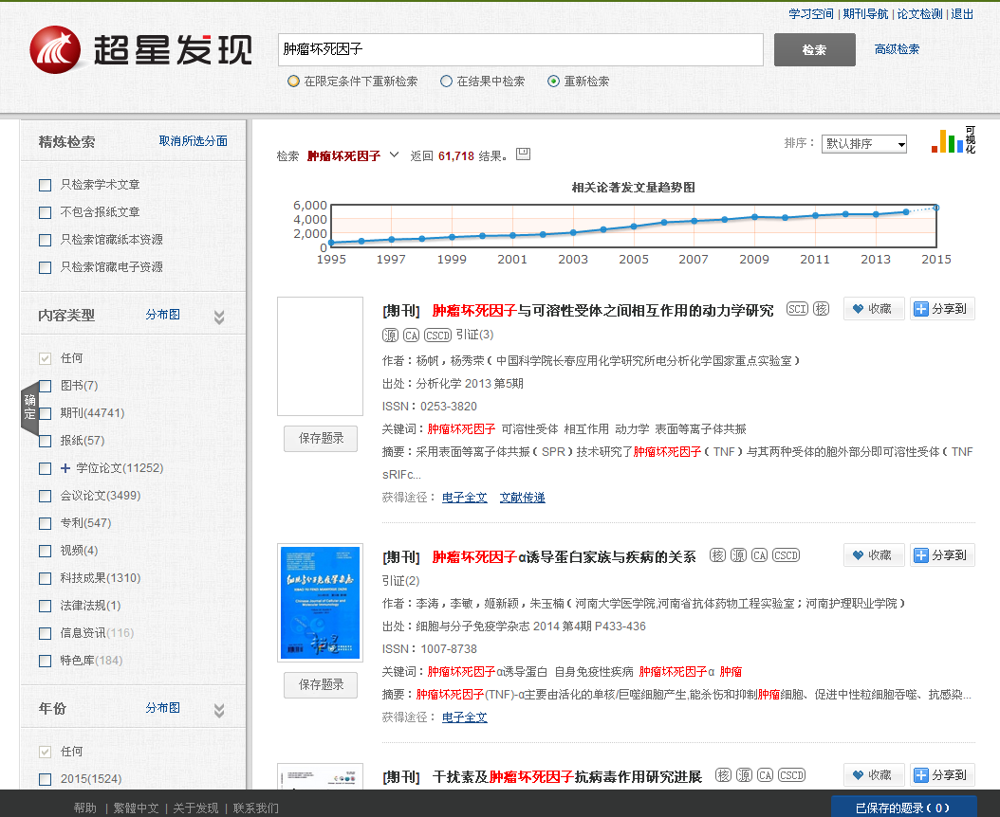 学习空间 | 期刊导航 | 论文检测 | 退出
超星发现
肿瘤坏死因子
检索
高级检索
在限定条件下重新检索 在结果中检索 重新检索
精炼检索 取消所选分面
只检索学术文章
不包含报纸文章
只检索馆藏纸本资源
只检索馆藏电子资源
内容类型 分布图
任何
图书(7)
期刊(44741)
报纸(57)
学位论文(11252)
会议论文(3499)
专利(547)
视频(4)
科技成果(1310)
法律法规(1)
信息资讯(116)
特色库(184)
确定
年份 分布图
任何
2015(1524)
检索 肿瘤坏死因子 返回 61,718 结果。
排序： 默认排序
可视化
相关论著发文量趋势图
6,000
4,000
2,000
0
1995 1997 1999 2001 2003 2005 2007 2009 2011 2013 2015
[期刊] 肿瘤坏死因子与可溶性受体之间相互作用的动力学研究 SCI 核
收藏 分享到
源 CA CSCD 引证(3)
作者：杨帆，杨秀荣（中国科学院长春应用化学研究所电分析化学国家重点实验室）
出处：分析化学 2013 第5期
ISSN：0253-3820
关键词：肿瘤坏死因子 可溶性受体 相互作用 动力学 表面等离子体共振
摘要：采用表面等离子体共振（SPR）技术研究了肿瘤坏死因子（TNF）与其两种受体的胞外部分即可溶性受体（TNF
sRIFc...
获得途径： 电子全文 文献传递
保存题录
[期刊] 肿瘤坏死因子α诱导蛋白家族与疾病的关系 核 源 CA CSCD
收藏 分享到
引证(2)
作者：李涛，李敏，姬新颖，朱玉楠（河南大学医学院,河南省抗体药物工程实验室；河南护理职业学院）
出处：细胞与分子免疫学杂志 2014 第4期 P433-436
ISSN：1007-8738
关键词：肿瘤坏死因子α诱导蛋白 自身免疫性疾病 肿瘤坏死因子α 肿瘤
摘要：肿瘤坏死因子(TNF)-α主要由活化的单核/巨噬细胞产生,能杀伤和抑制肿瘤细胞、促进中性粒细胞吞噬、抗感染...
获得途径： 电子全文
细胞与分子免疫学杂志
保存题录
[期刊] 干扰素及肿瘤坏死因子抗病毒作用研究进展 核 源 CA CSCD
收藏 分享到
帮助 | 繁體中文 | 关于发现 | 联系我们
已保存的题录（0）